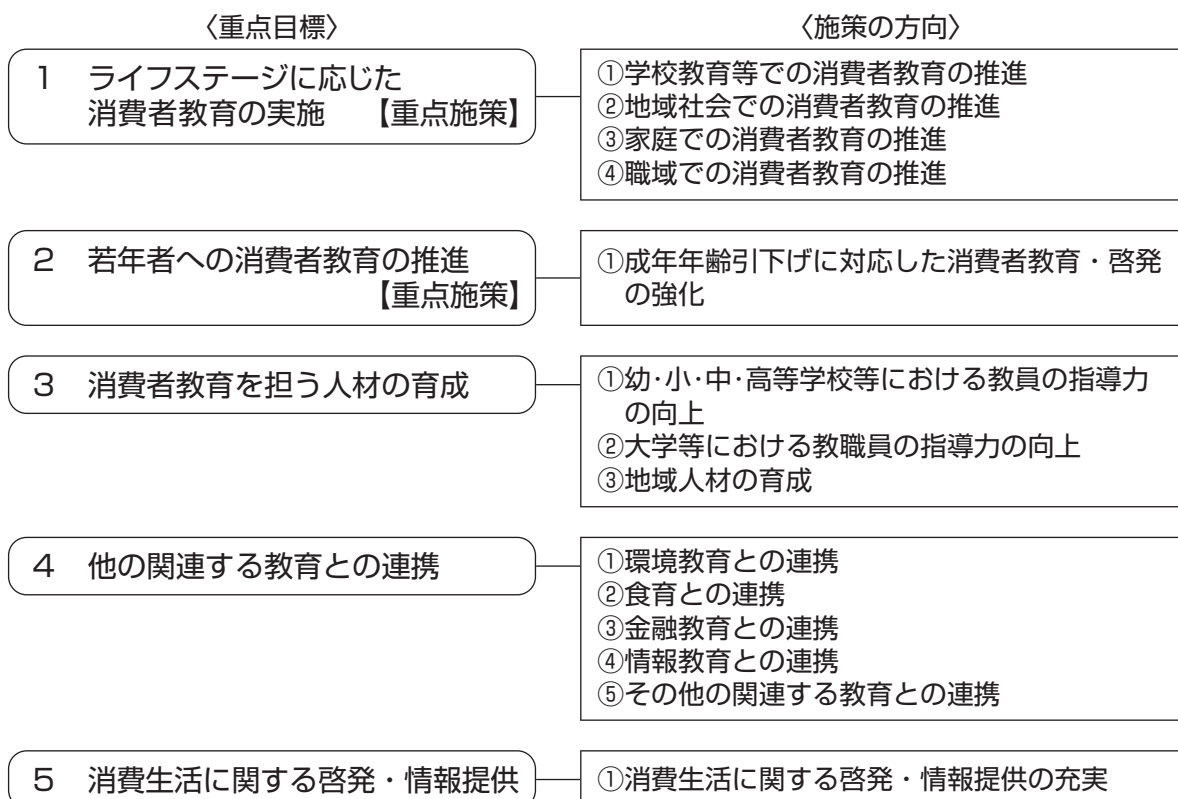 〈重点目標〉
〈施策の方向〉
1 ライフステージに応じた
消費者教育の実施 【重点施策】
①学校教育等での消費者教育の推進
②地域社会での消費者教育の推進
③家庭での消費者教育の推進
④職域での消費者教育の推進
2 若年者への消費者教育の推進
【重点施策】
①成年年齢引下げに対応した消費者教育・啓発
の強化
3 消費者教育を担う人材の育成
①幼・小・中・高等学校等における教員の指導力
の向上
②大学等における教職員の指導力の向上
③地域人材の育成
4 他の関連する教育との連携
①環境教育との連携
②食育との連携
③金融教育との連携
④情報教育との連携
⑤その他の関連する教育との連携
5 消費生活に関する啓発・情報提供
①消費生活に関する啓発・情報提供の充実